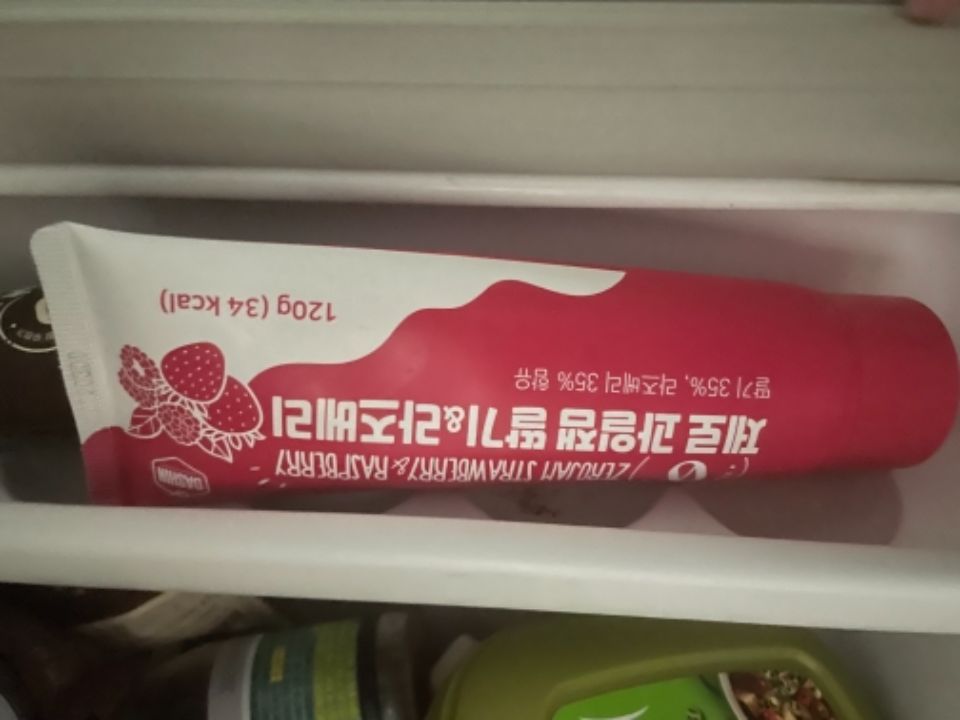 ZEROJAM STRAWBERRY & RASPBERRY
제로 과일잼 딸기&라즈베리
딸기 35%, 라즈베리 35% 함유
120g (34 kcal)